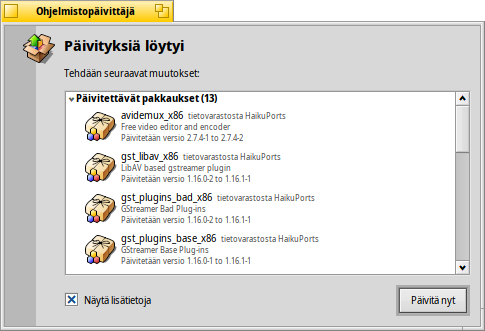 Ohjelmistopäivittäjä
Päivityksiä löytyi
Tehdään seuraavat muutokset:
Päivitettävät pakkaukset (13)
avidemux_x86 tietovarastosta HaikuPorts
Free video editor and encoder
Päivitetään versio 2.7.4-1 to 2.7.4-2
gst_libav_x86 tietovarastosta HaikuPorts
LibAV based gstreamer plugin
Päivitetään versio 1.16.0-2 to 1.16.1-1
gst_plugins_bad_x86 tietovarastosta HaikuPorts
GStreamer Bad Plug-ins
Päivitetään versio 1.16.0-2 to 1.16.1-1
gst_plugins_base_x86 tietovarastosta HaikuPorts
GStreamer Base Plug-ins
Päivitetään versio 1.16.0-1 to 1.16.1-1
Näytä lisätietoja
Päivitä nyt